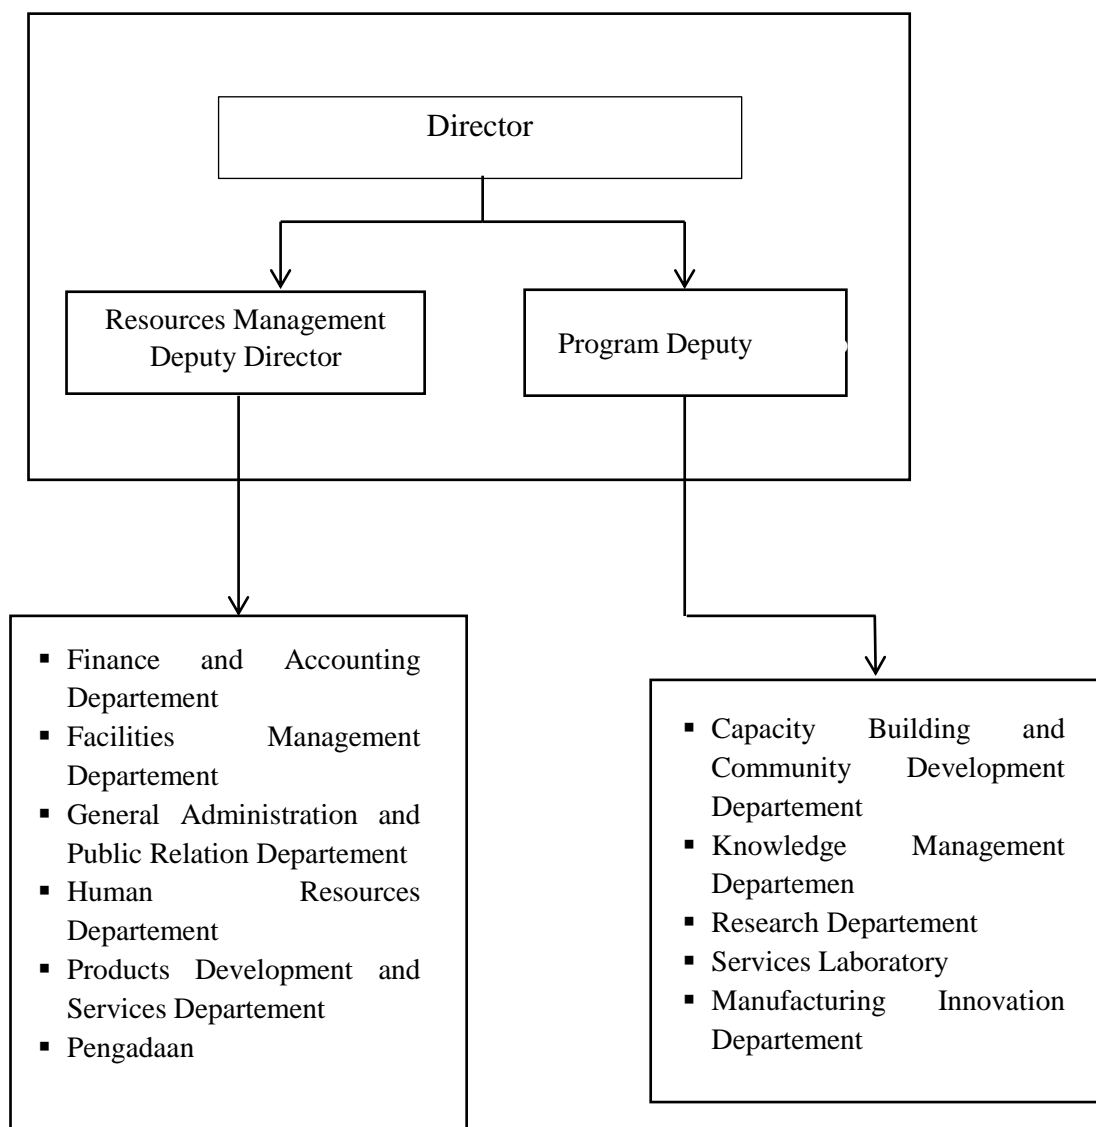 Director
Resources Management
Deputy Director
Program Deputy
▪ Finance and Accounting
Departement
▪ Facilities Management
Departement
▪ General Administration and
Public Relation Departement
▪ Human Resources
Departement
▪ Products Development and
Services Departement
▪ Pengadaan
▪ Capacity Building and
Community Development
Departement
▪ Knowledge Management
Departemen
▪ Research Departement
▪ Services Laboratory
▪ Manufacturing Innovation
Departement